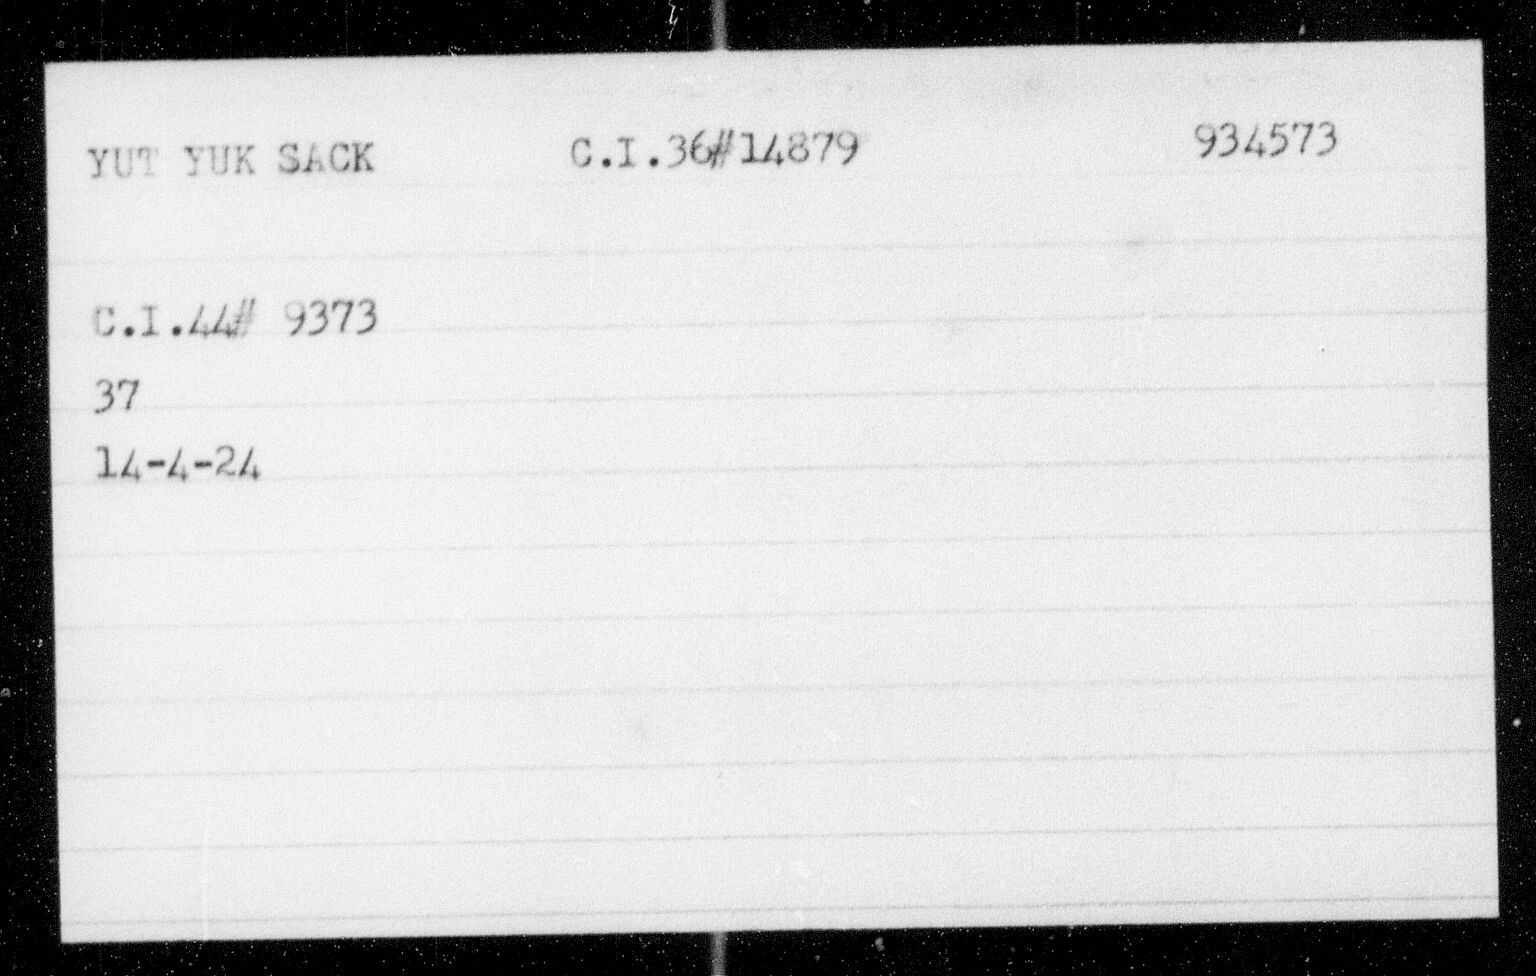 YUT YUK SACK C.I.36#14879 934573
C.I.44# 9373
37
14-4-24